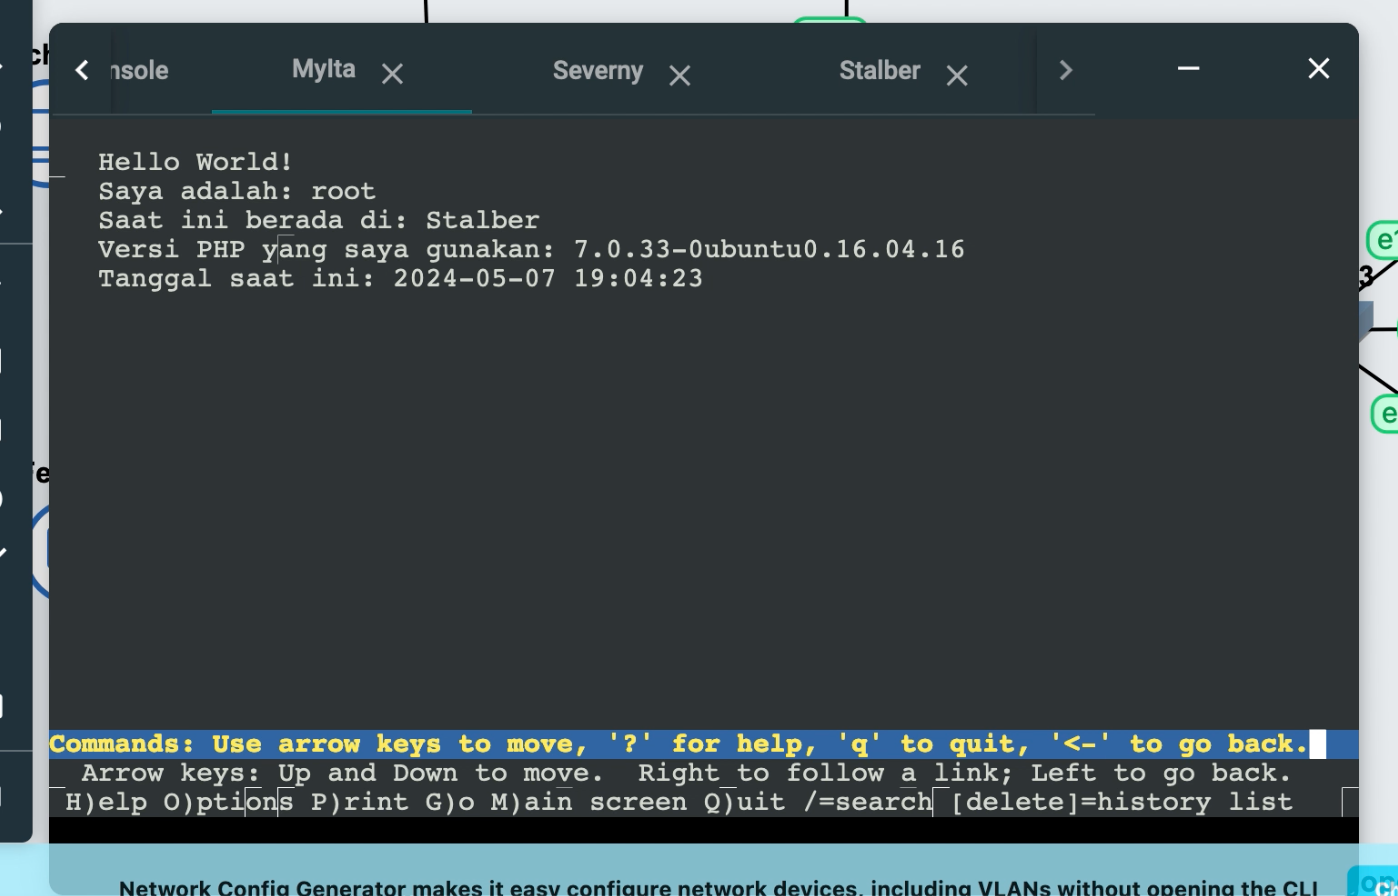 nsole Mylta Severny Stalber
Hello World!
Saya adalah: root
Saat ini berada di: Stalber
Versi PHP yang saya gunakan: 7.0.33-0ubuntu0.16.04.16
Tanggal saat ini: 2024-05-07 19:04:23
3
Commands: Use arrow keys to move, '?' for help, 'q' to quit, '<-' to go back.
Arrow keys: Up and Down to move. Right to follow a link; Left to go back.
H)elp O)ptions P)rint G)o M)ain screen Q)uit /=search [delete]=history list
Network Config Generator makes it easy configure network devices, including VLANs without opening the CLI